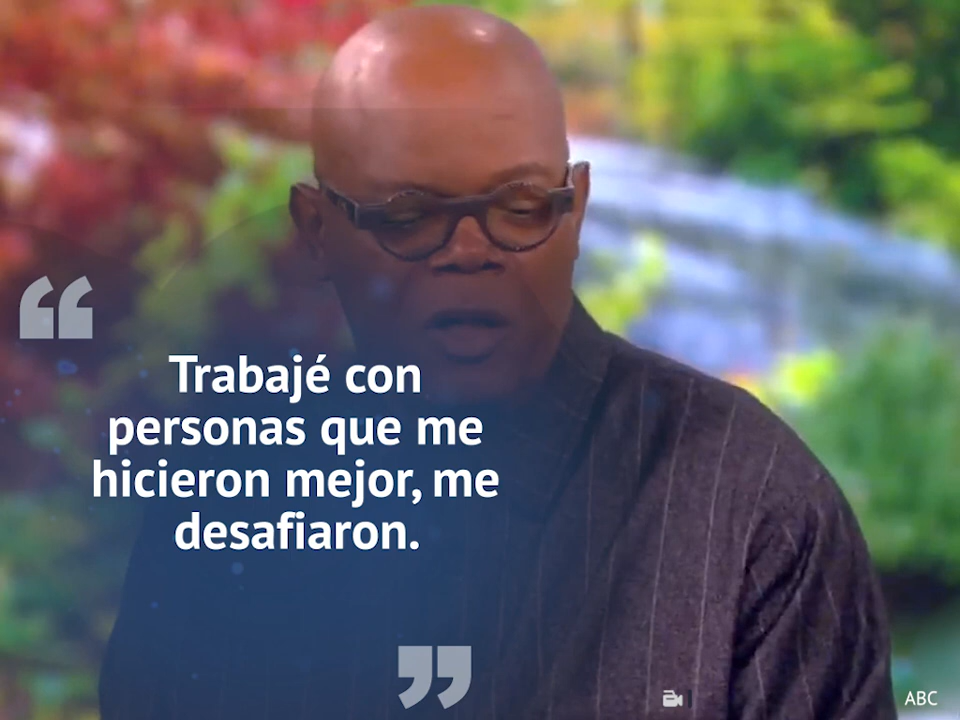 “
Trabajé con
personas que me
hicieron mejor, me
desafiaron.
”
ABC